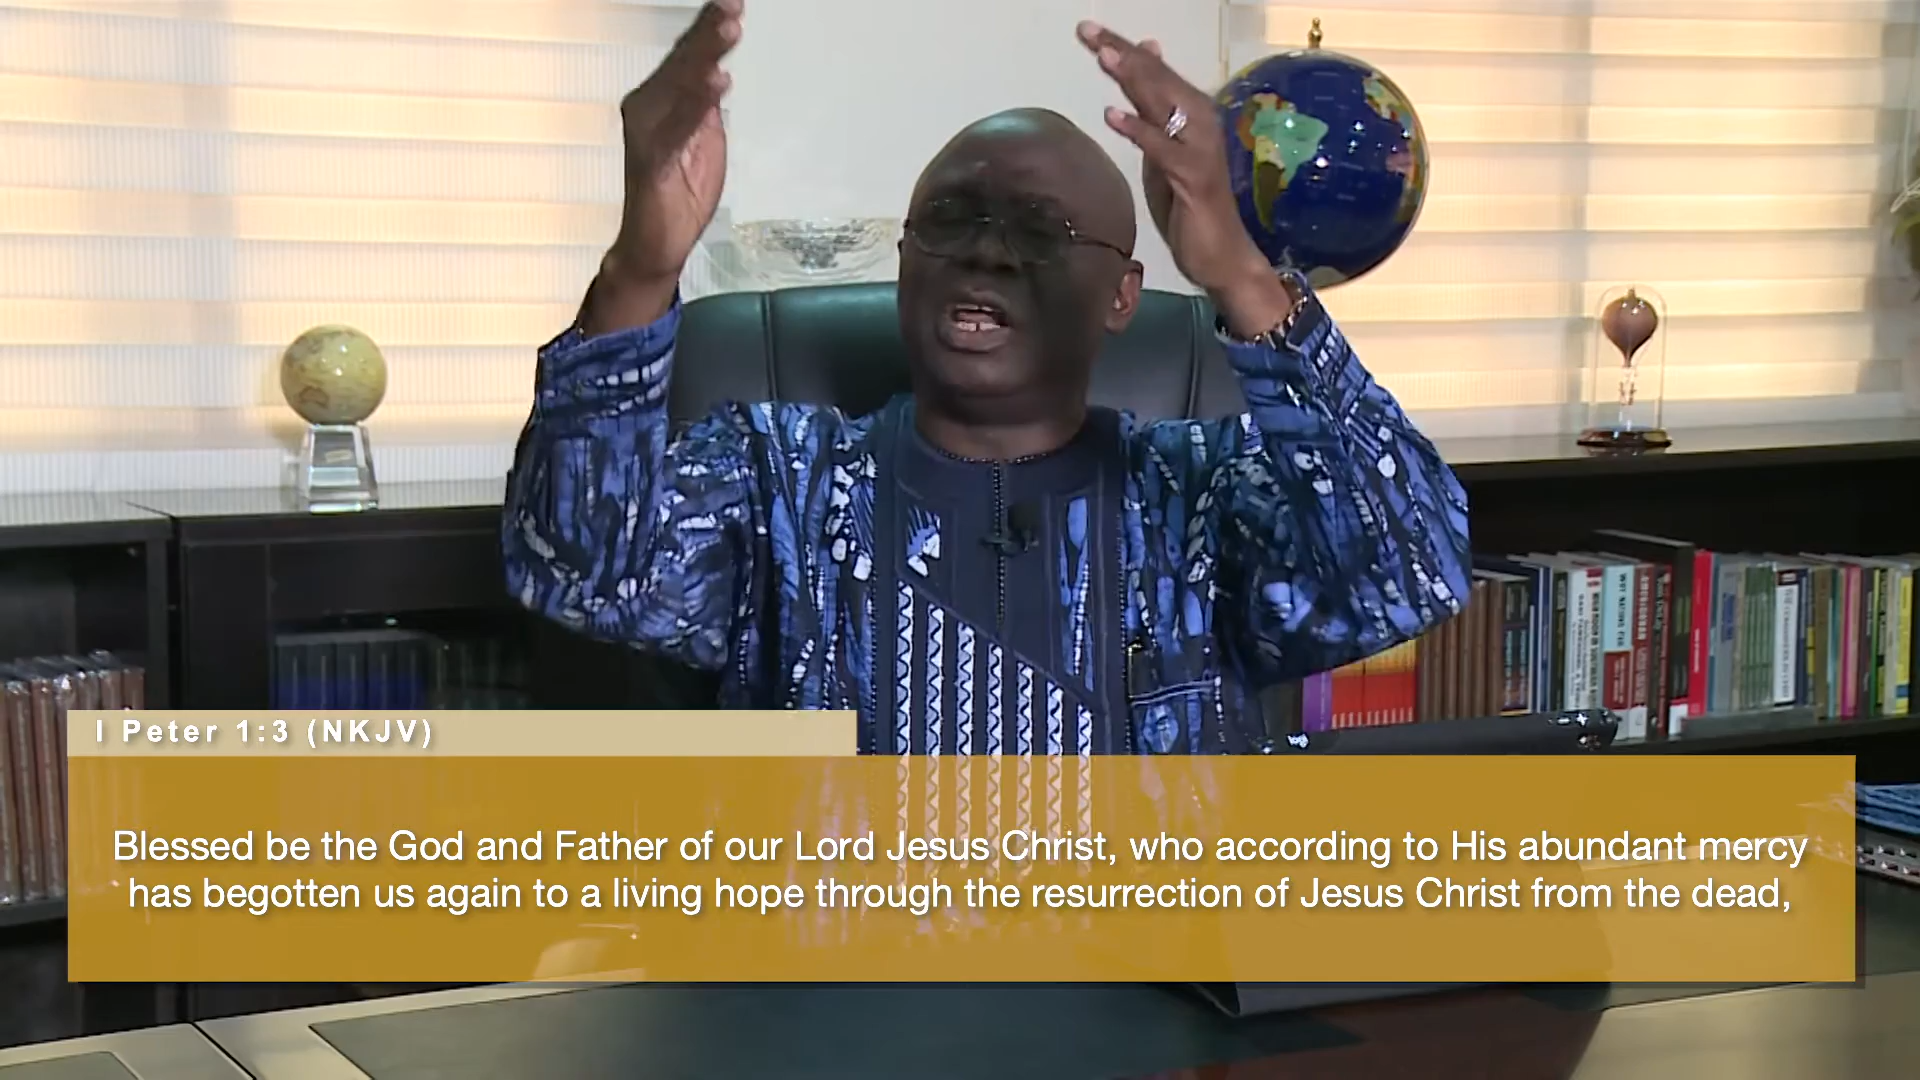 I Peter 1:3 (NKJV)
Blessed be the God and Father of our Lord Jesus Christ, who according to His abundant mercy
has begotten us again to a living hope through the resurrection of Jesus Christ from the dead,
logi